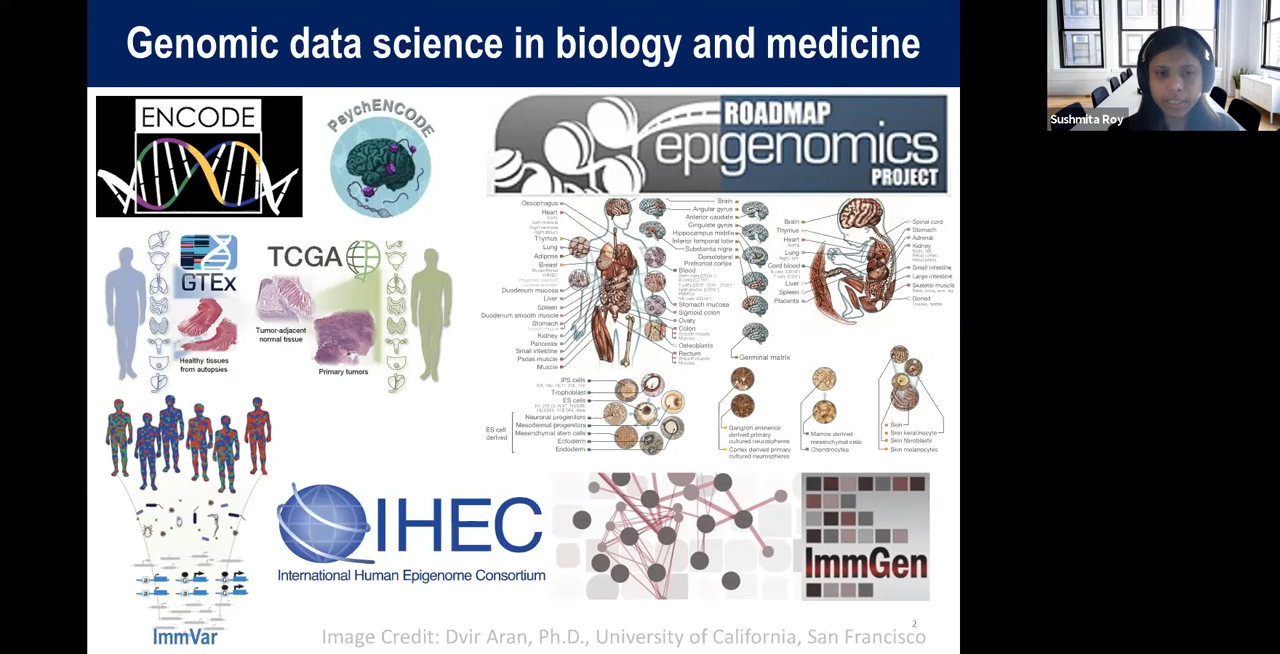 Genomic data science in biology and medicine
Sushmita Roy
ENCODE
PsychENCODE
ROADMAP
epigenomics
PROJECT
GTEx
Healthy tissues
from autopsies
TCGA
Tumor-adjacent
normal tissue
Primary tumors
Oesophagus
Heart
Thymus
Lung
Adipose
Breast
Duodenum mucosa
Liver
Spleen
Duodenum smooth muscle
Stomach
Kidney
Pancreas
Small intestine
Psoas muscle
Muscle
Brain
Angular gyrus
Anterior caudate
Cingulate gyrus
Hippocampus middle
Inferior temporal lobe
Substantia nigra
Dorsolateral
Prefrontal cortex
Blood
Stomach mucosa
Sigmoid colon
Ovary
Colon
Osteoblasts
Rectum
Germinal matrix
Brain
Thymus
Heart
Lung
Cord blood
Liver
Spleen
Placenta
Spinal cord
Stomach
Adrenal
Kidney
Small intestine
Large intestine
Skeletal muscle
Gonad
iPS cells
Trophoblast
ES cells
ES cell
derived
Neuronal progenitors
Mesodermal progenitors
Mesenchymal stem cells
Ectoderm
Endoderm
Ganglion eminence
derived primary
cultured neurospheres
Cortex derived primary
cultured neurospheres
Marrow derived
mesenchymal cells
Chondrocytes
Skin
Skin keratinocyte
Skin fibroblasts
Skin melanocytes
ImmVar
IHEC
International Human Epigenome Consortium
ImmGen
2
Image Credit: Dvir Aran, Ph.D., University of California, San Francisco